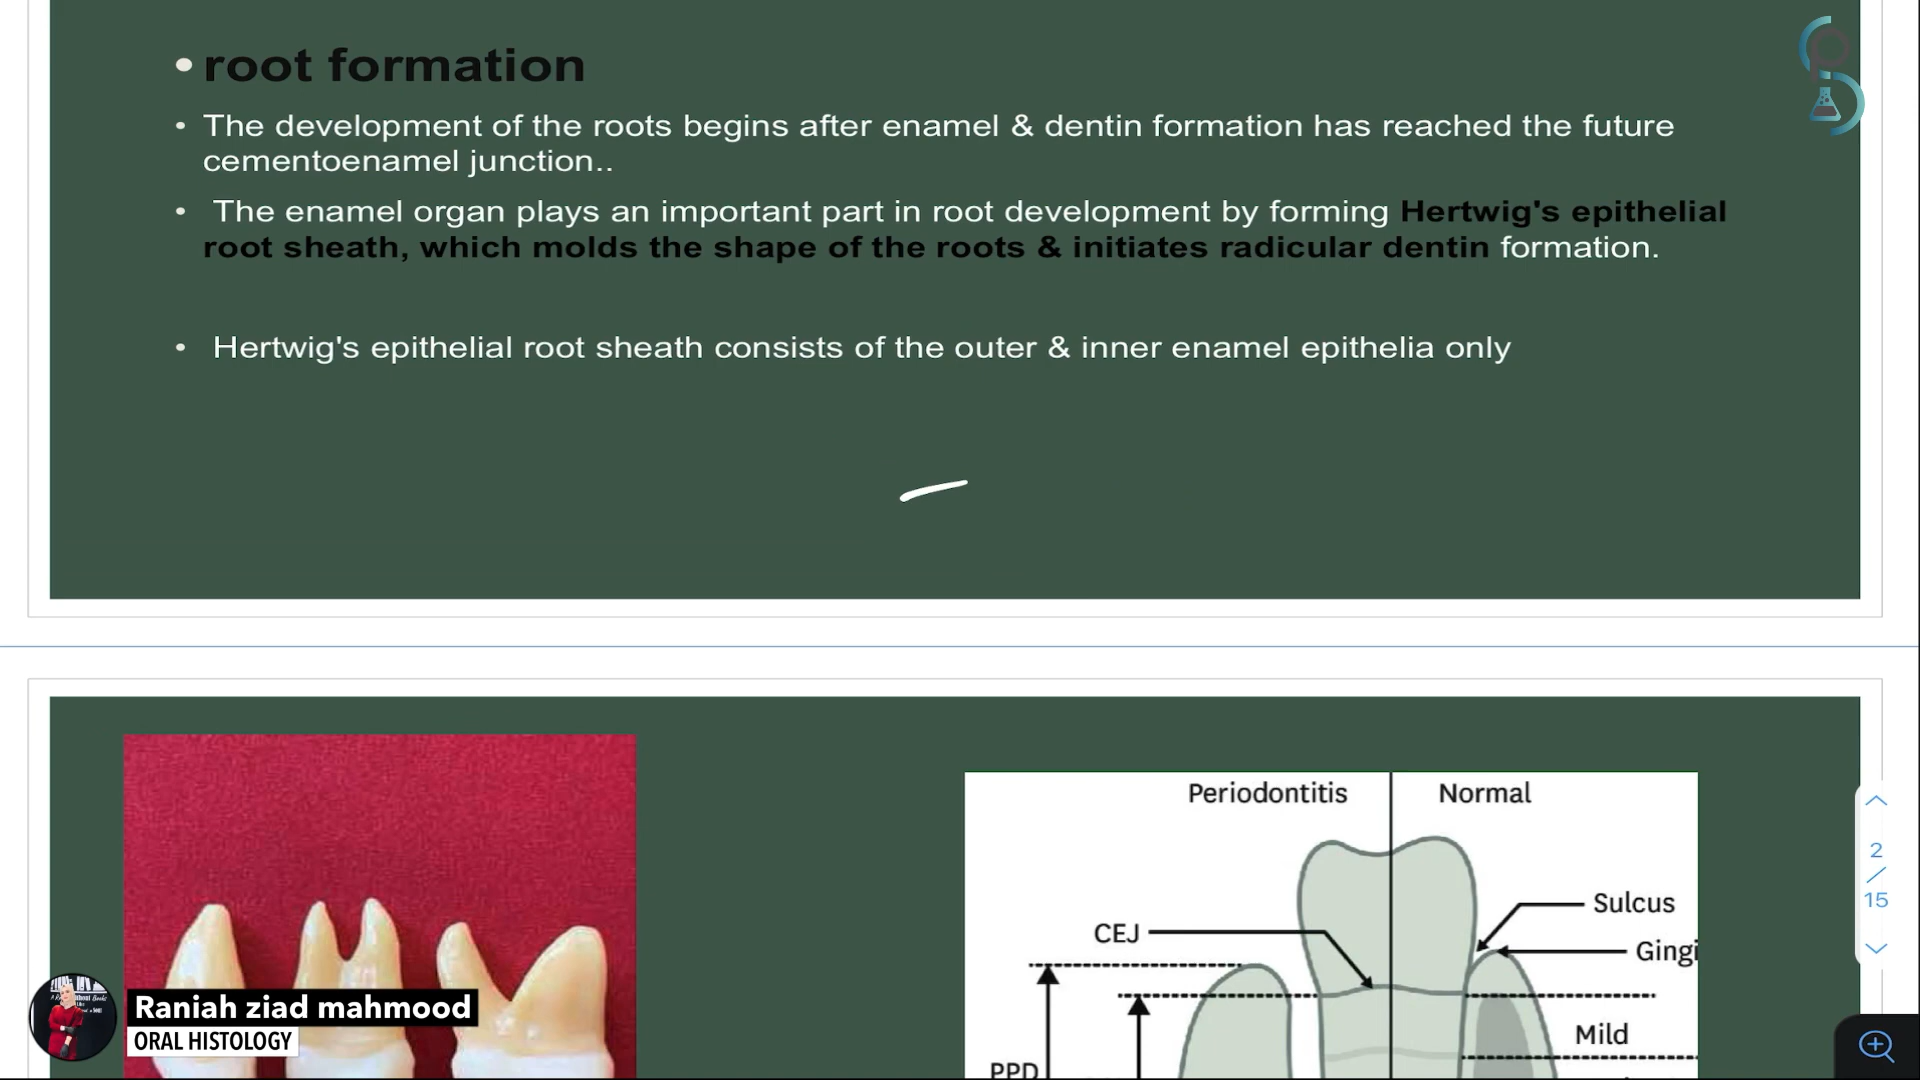 • root formation
• The development of the roots begins after enamel & dentin formation has reached the future
cementoenamel junction..
• The enamel organ plays an important part in root development by forming Hertwig's epithelial
root sheath, which molds the shape of the roots & initiates radicular dentin formation.
• Hertwig's epithelial root sheath consists of the outer & inner enamel epithelia only
Periodontitis
Normal
Sulcus
CEJ
Gingi
Mild
PPD
2
/
15
Raniah ziad mahmood
ORAL HISTOLOGY